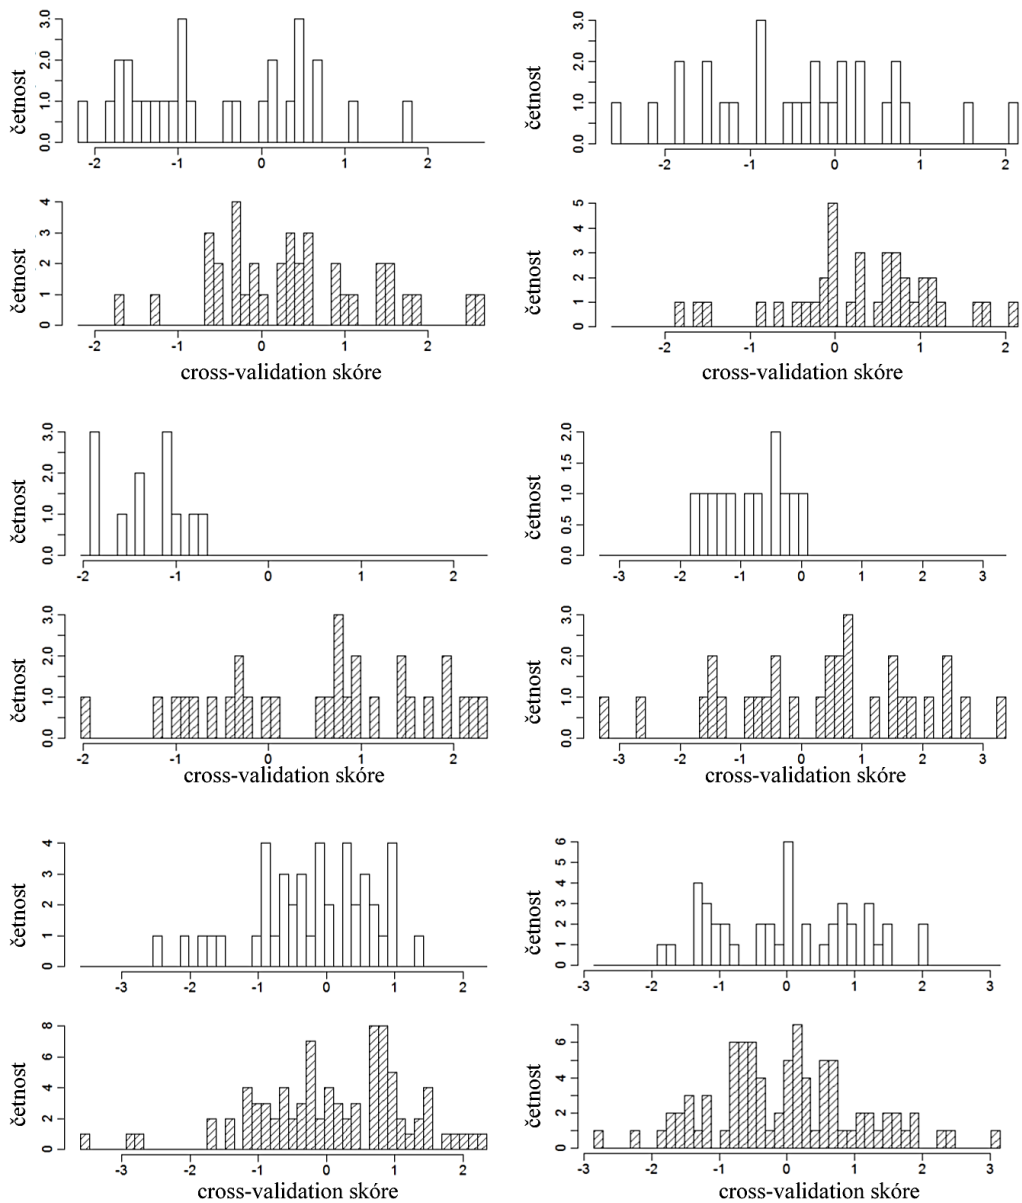 četnost
0.0 1.0 2.0 3.0
-2 -1 0 1 2
četnost
0.0 1.0 2.0 3.0
-2 -1 0 1 2
četnost
0 1 2 3 4
-2 -1 0 1 2
cross-validation skóre
četnost
0 1 2 3 4 5
-2 -1 0 1 2
cross-validation skóre
četnost
0.0 1.0 2.0 3.0
-2 -1 0 1 2
četnost
0.0 0.5 1.0 1.5 2.0
-3 -2 -1 0 1 2 3
četnost
0.0 1.0 2.0 3.0
-2 -1 0 1 2
cross-validation skóre
četnost
0.0 1.0 2.0 3.0
-3 -2 -1 0 1 2 3
cross-validation skóre
četnost
0 1 2 3 4
-3 -2 -1 0 1 2
četnost
0 1 2 3 4 5 6
-3 -2 -1 0 1 2 3
četnost
0 2 4 6 8
-3 -2 -1 0 1 2
cross-validation skóre
četnost
0 2 4 6
-3 -2 -1 0 1 2 3
cross-validation skóre